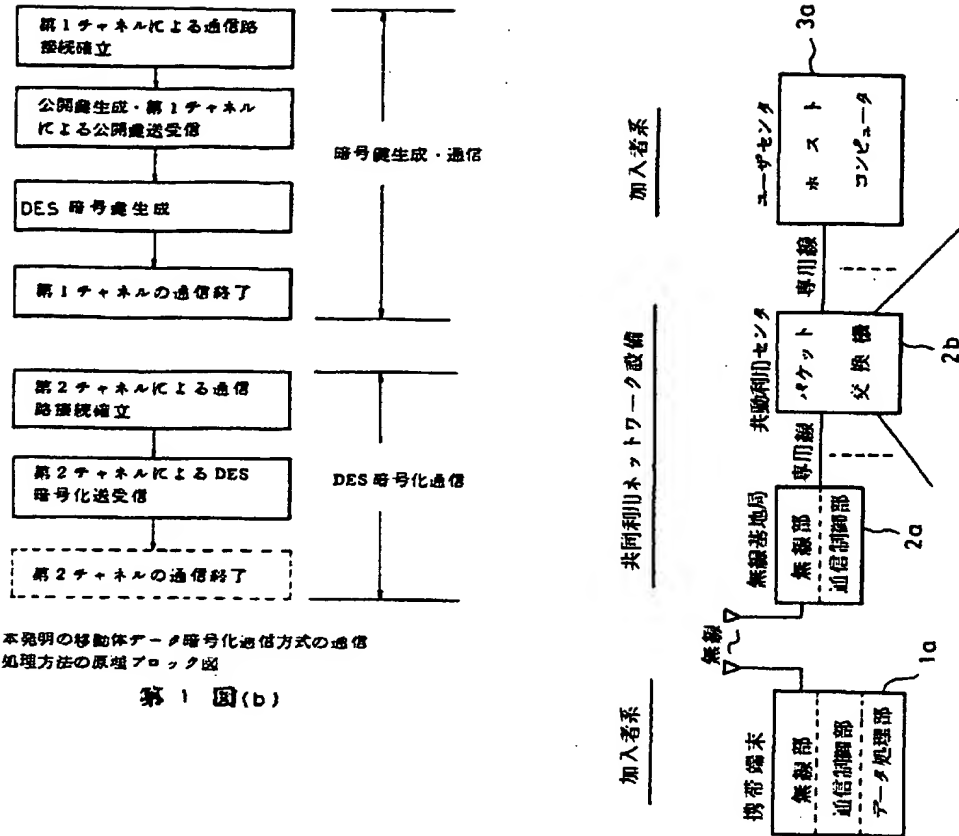 第1チャネルによる通信路
接続確立
公開鍵生成・第1チャネル
による公開鍵送受信
DES 暗号鍵生成
第1チャネルの通信終了
暗号鍵生成・通信
第2チャネルによる通信
路接続確立
第2チャネルによるDES
暗号化送受信
第2チャネルの通信終了
DES 暗号化通信
本発明の移動体データ暗号化通信方式の通信
処理方法の原理ブロック図
第 1 図(b)
加入者系
共同利用ネットワーク設備
加入者系
携帯端末
無線部
通信制御部
データ処理部
1a
無線
無線基地局
無線部
通信制御部
2a
専用線
共動利用センタ
パケット
交換機
2b
専用線
ユーザセンタ
ホスト
コンピュータ
3a